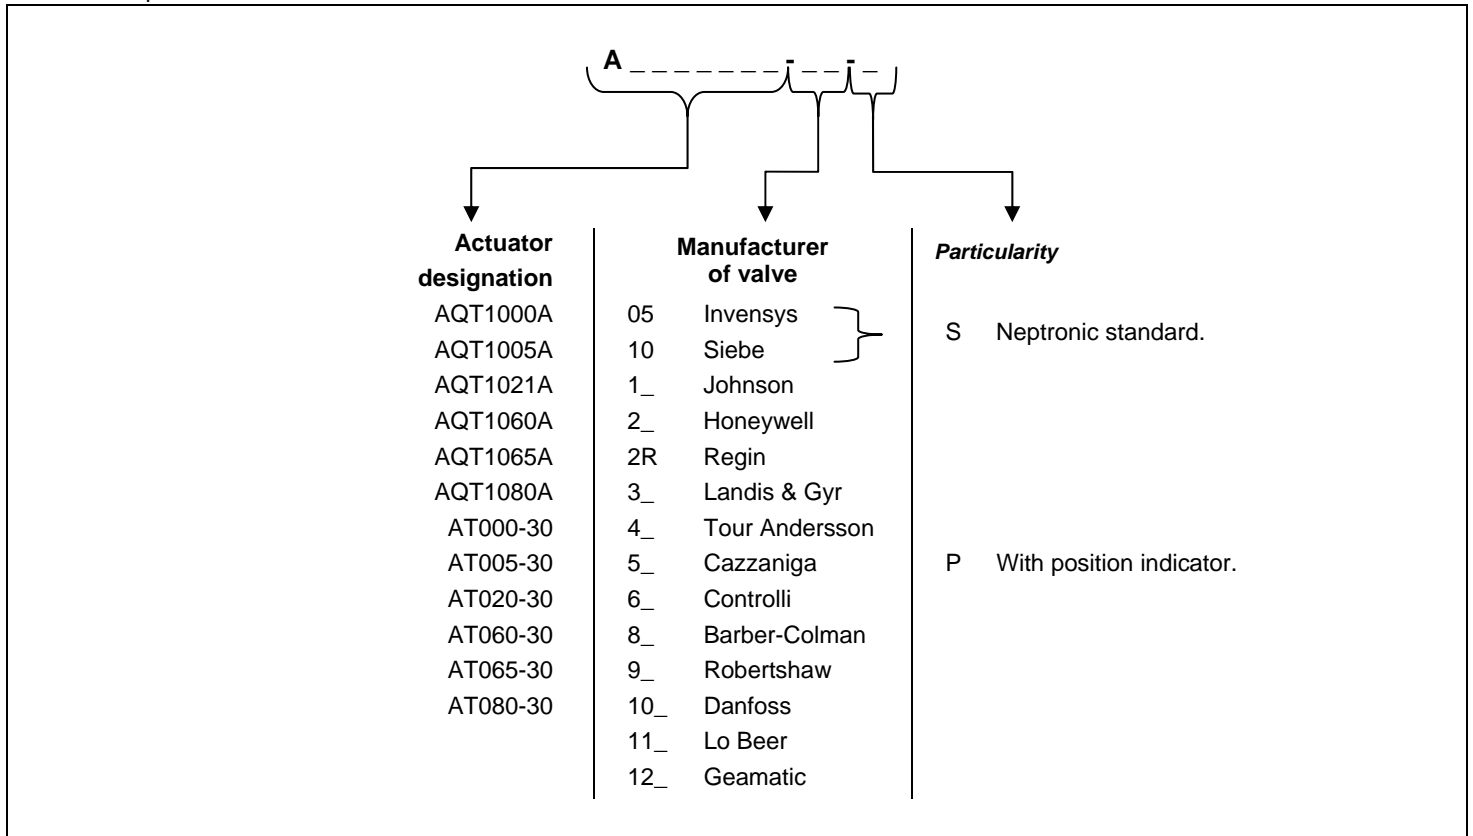 A _ _ _ _ _ _ _ _ - _ _ _ - _
Actuator
designation
AQT1000A
AQT1005A
AQT1021A
AQT1060A
AQT1065A
AQT1080A
AT000-30
AT005-30
AT020-30
AT060-30
AT065-30
AT080-30
Manufacturer
of valve
05 Invensys
10 Siebe
1_ Johnson
2_ Honeywell
2R Regin
3_ Landis & Gyr
4_ Tour Andersson
5_ Cazzaniga
6_ Controlli
8_ Barber-Colman
9_ Robertshaw
10_ Danfoss
11_ Lo Beer
12_ Geamatic
Particularity
S Neptronic standard.
P With position indicator.